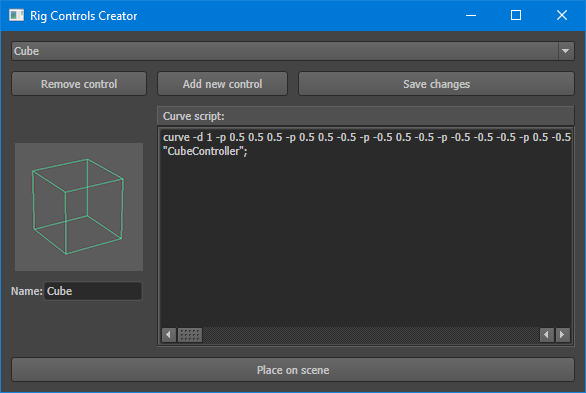 Rig Controls Creator
Cube
Remove control
Add new control
Save changes
Curve script:
curve -d 1 -p 0.5 0.5 0.5 -p 0.5 0.5 -0.5 -p -0.5 0.5 -0.5 -p -0.5 -0.5 -0.5 -p 0.5 -0.5
"CubeController";
Name: Cube
Place on scene